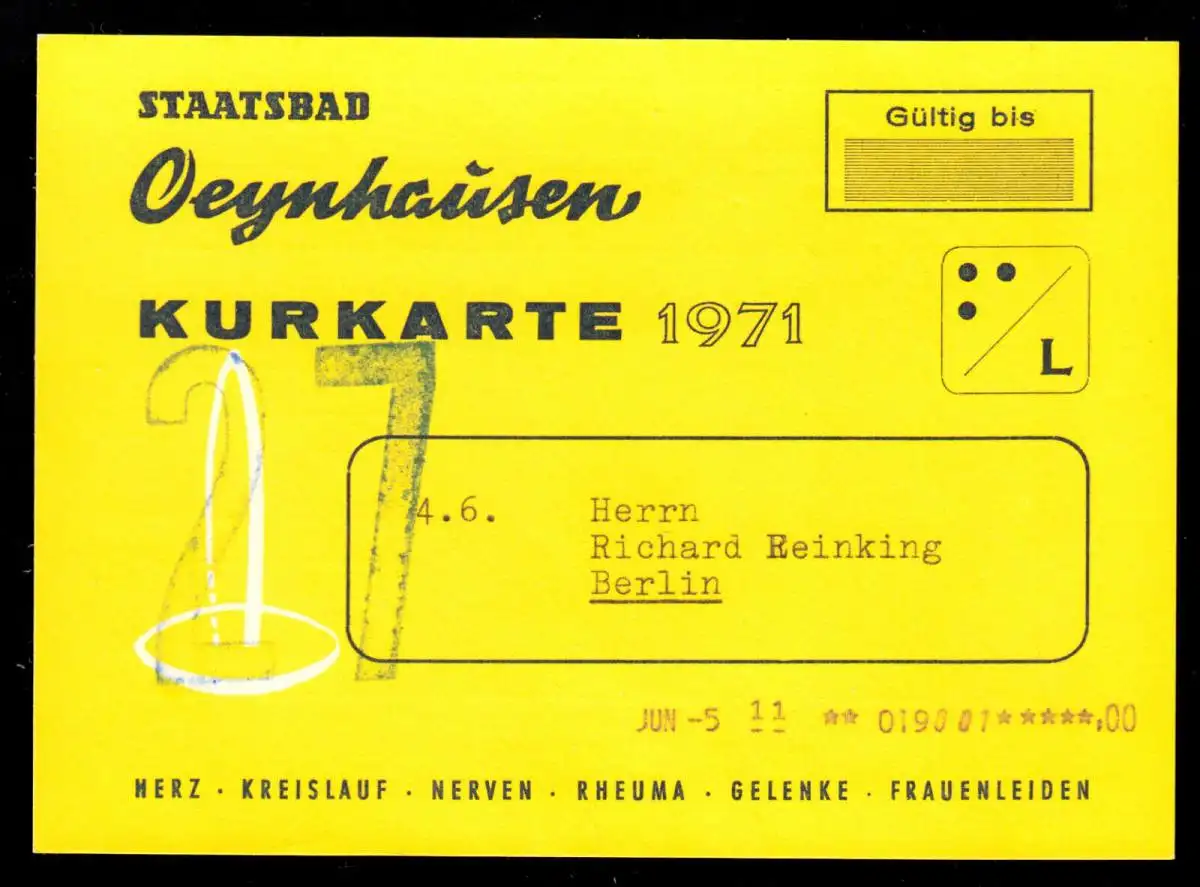 STAATSBAD
Oeynhausen
Gültig bis
KURKARTE 1971
L
27
4.6. Herrn
Richard Reinking
Berlin
JUN -5 11 ** 019001*****.00
HERZ · KREISLAUF · NERVEN · RHEUMA · GELENKE · FRAUENLEIDEN